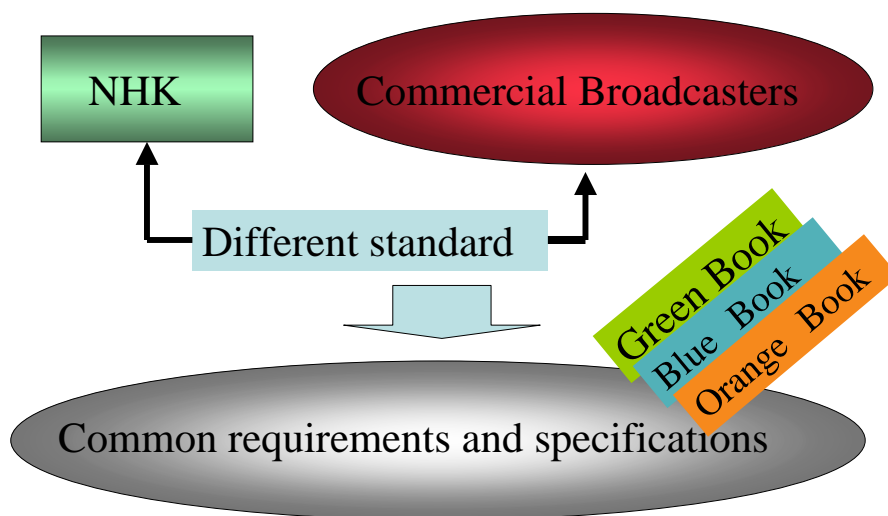 NHK
Commercial Broadcasters
Different standard
Green Book
Blue Book
Orange Book
Common requirements and specifications